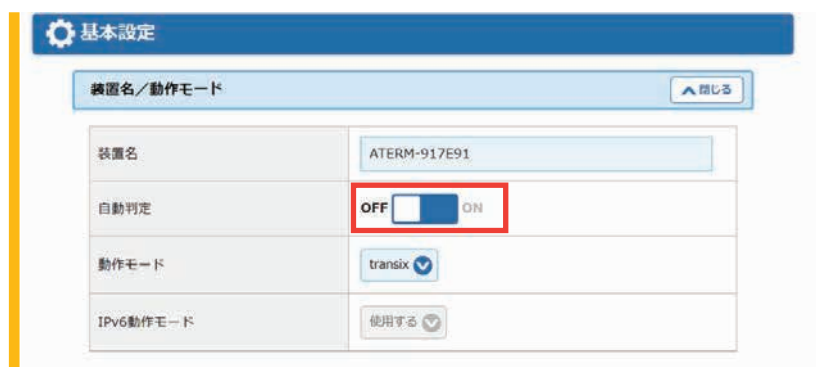 基本設定
装置名／動作モード
閉じる
装置名 ATERM-917E91
自動判定 OFF ON
動作モード transix
IPv6動作モード 使用する